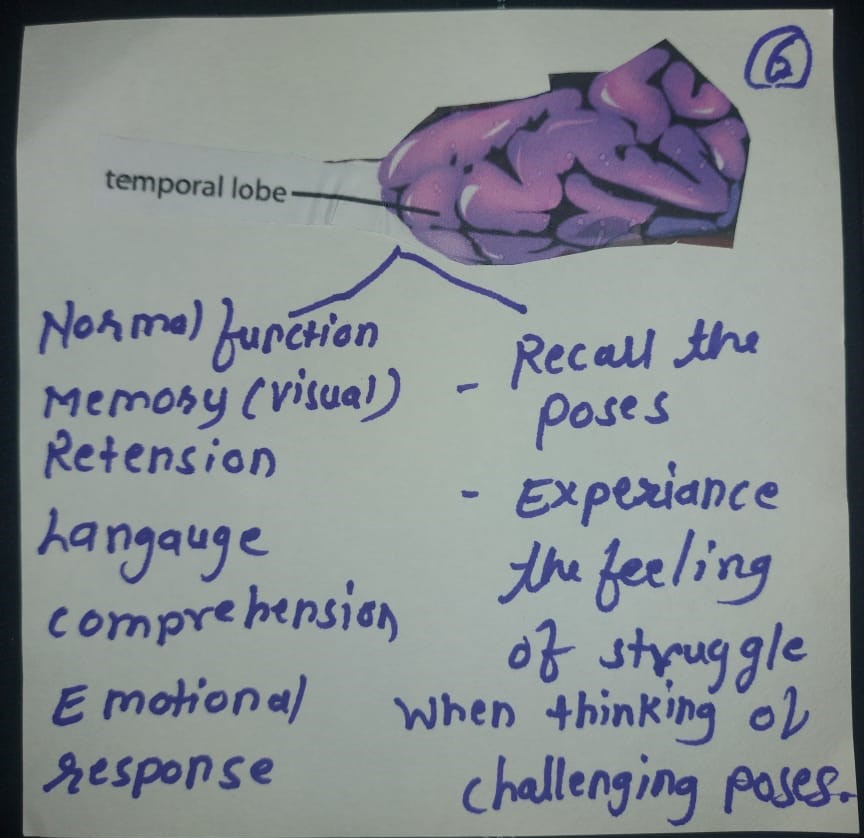 6
temporal lobe
Normal function
Memory (visual)
Retension
Langauge
comprehension
Emotional
response
- Recall the
poses
- Experiance
the feeling
of struggle
when thinking of
challenging poses.